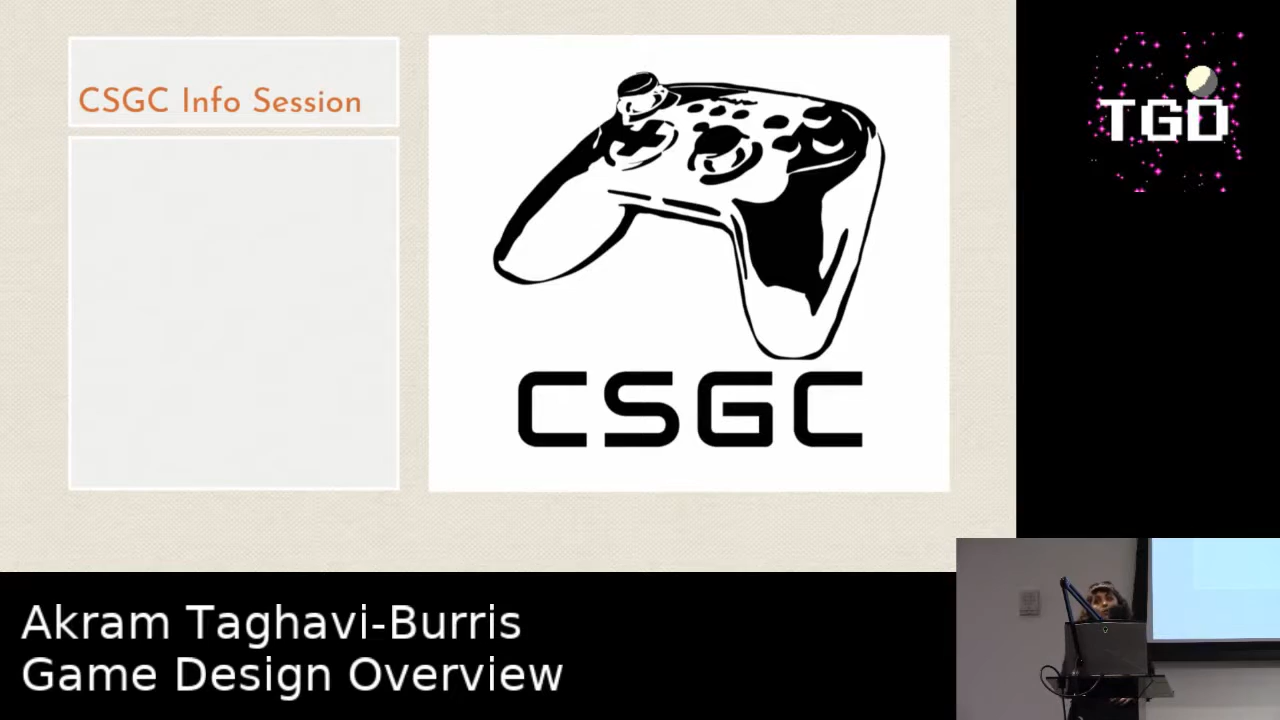 CSGC Info Session
CSGC
TGD
Akram Taghavi-Burris
Game Design Overview